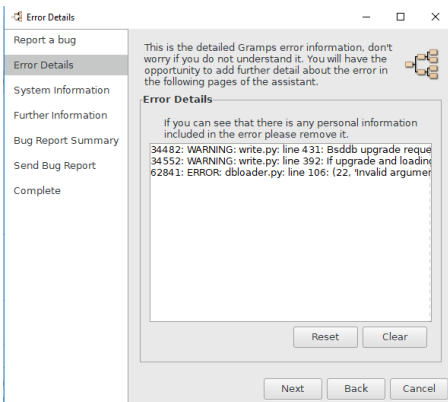 Error Details
Report a bug
Error Details
System Information
Further Information
Bug Report Summary
Send Bug Report
Complete
This is the detailed Gramps error information, don't
worry if you do not understand it. You will have the
opportunity to add further detail about the error in
the following pages of the assistant.
Error Details
If you can see that there is any personal information
included in the error please remove it.
34482: WARNING: write.py: line 431: Bsddb upgrade reque
34552: WARNING: write.py: line 392: If upgrade and loading
62841: ERROR: dbloader.py: line 106: (22, 'Invalid argumen
Reset Clear
Next Back Cancel